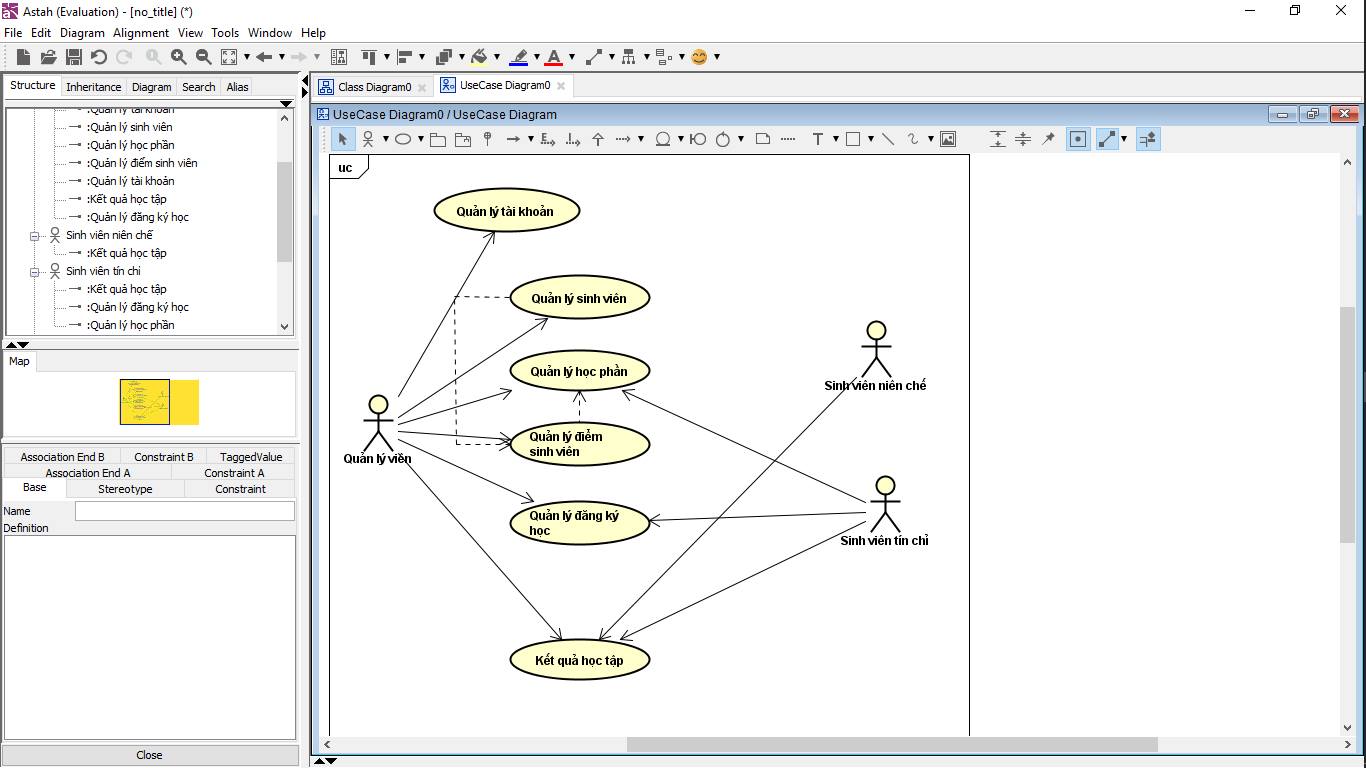 Astah (Evaluation) - [no_title] (*)
File Edit Diagram Alignment View Tools Window Help
Structure Inheritance Diagram Search Alias
:Quản lý tài khoản
:Quản lý sinh viên
:Quản lý học phần
:Quản lý điểm sinh viên
:Quản lý tài khoản
:Kết quả học tập
:Quản lý đăng ký học
Sinh viên niên chế
:Kết quả học tập
Sinh viên tín chỉ
:Kết quả học tập
:Quản lý đăng ký học
:Quản lý học phần
Map
Association End B Constraint B TaggedValue
Association End A Constraint A
Base Stereotype Constraint
Name
Definition
Close
Class Diagram0 UseCase Diagram0
UseCase Diagram0 / UseCase Diagram
uc
Quản lý tài khoản
Quản lý sinh viên
Quản lý học phần
Quản lý điểm
sinh viên
Quản lý đăng ký
học
Kết quả học tập
Quản lý viên
Sinh viên niên chế
Sinh viên tín chỉ